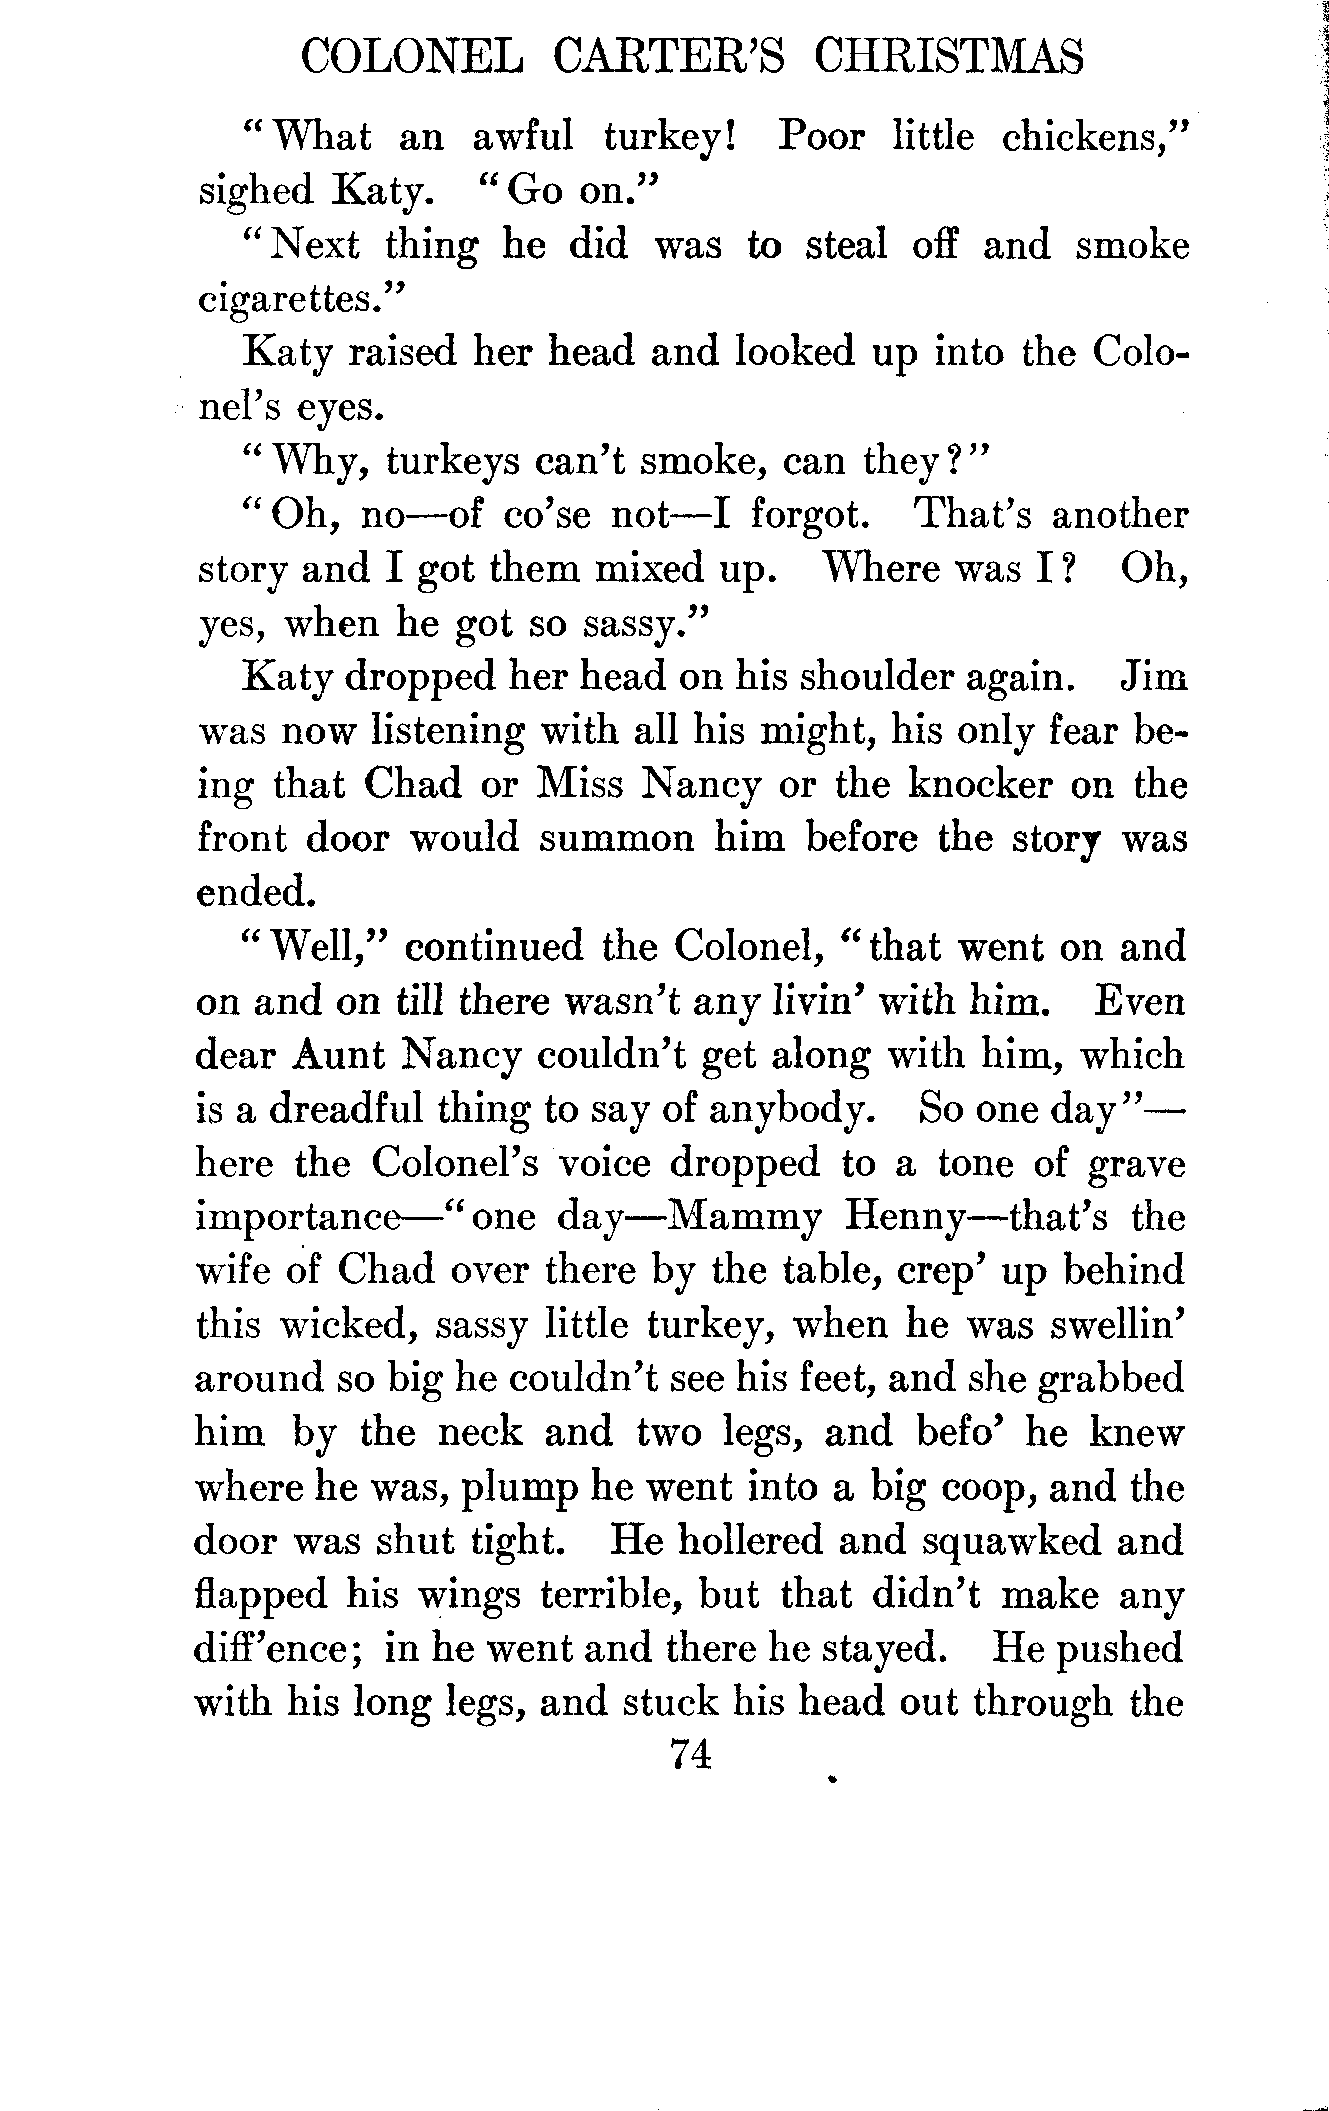 COLONEL CARTER'S CHRISTMAS
"What an awful turkey! Poor little chickens,"
sighed Katy. "Go on."
"Next thing he did was to steal off and smoke
cigarettes."
Katy raised her head and looked up into the Colo-
nel's eyes.
"Why, turkeys can't smoke, can they?"
"Oh, no—of co'se not—I forgot. That's another
story and I got them mixed up. Where was I? Oh,
yes, when he got so sassy."
Katy dropped her head on his shoulder again. Jim
was now listening with all his might, his only fear be-
ing that Chad or Miss Nancy or the knocker on the
front door would summon him before the story was
ended.
"Well," continued the Colonel, "that went on and
on and on till there wasn't any livin' with him. Even
dear Aunt Nancy couldn't get along with him, which
is a dreadful thing to say of anybody. So one day"—
here the Colonel's voice dropped to a tone of grave
importance—"one day—Mammy Henny—that's the
wife of Chad over there by the table, crep' up behind
this wicked, sassy little turkey, when he was swellin'
around so big he couldn't see his feet, and she grabbed
him by the neck and two legs, and befo' he knew
where he was, plump he went into a big coop, and the
door was shut tight. He hollered and squawked and
flapped his wings terrible, but that didn't make any
diff'ence; in he went and there he stayed. He pushed
with his long legs, and stuck his head out through the
74